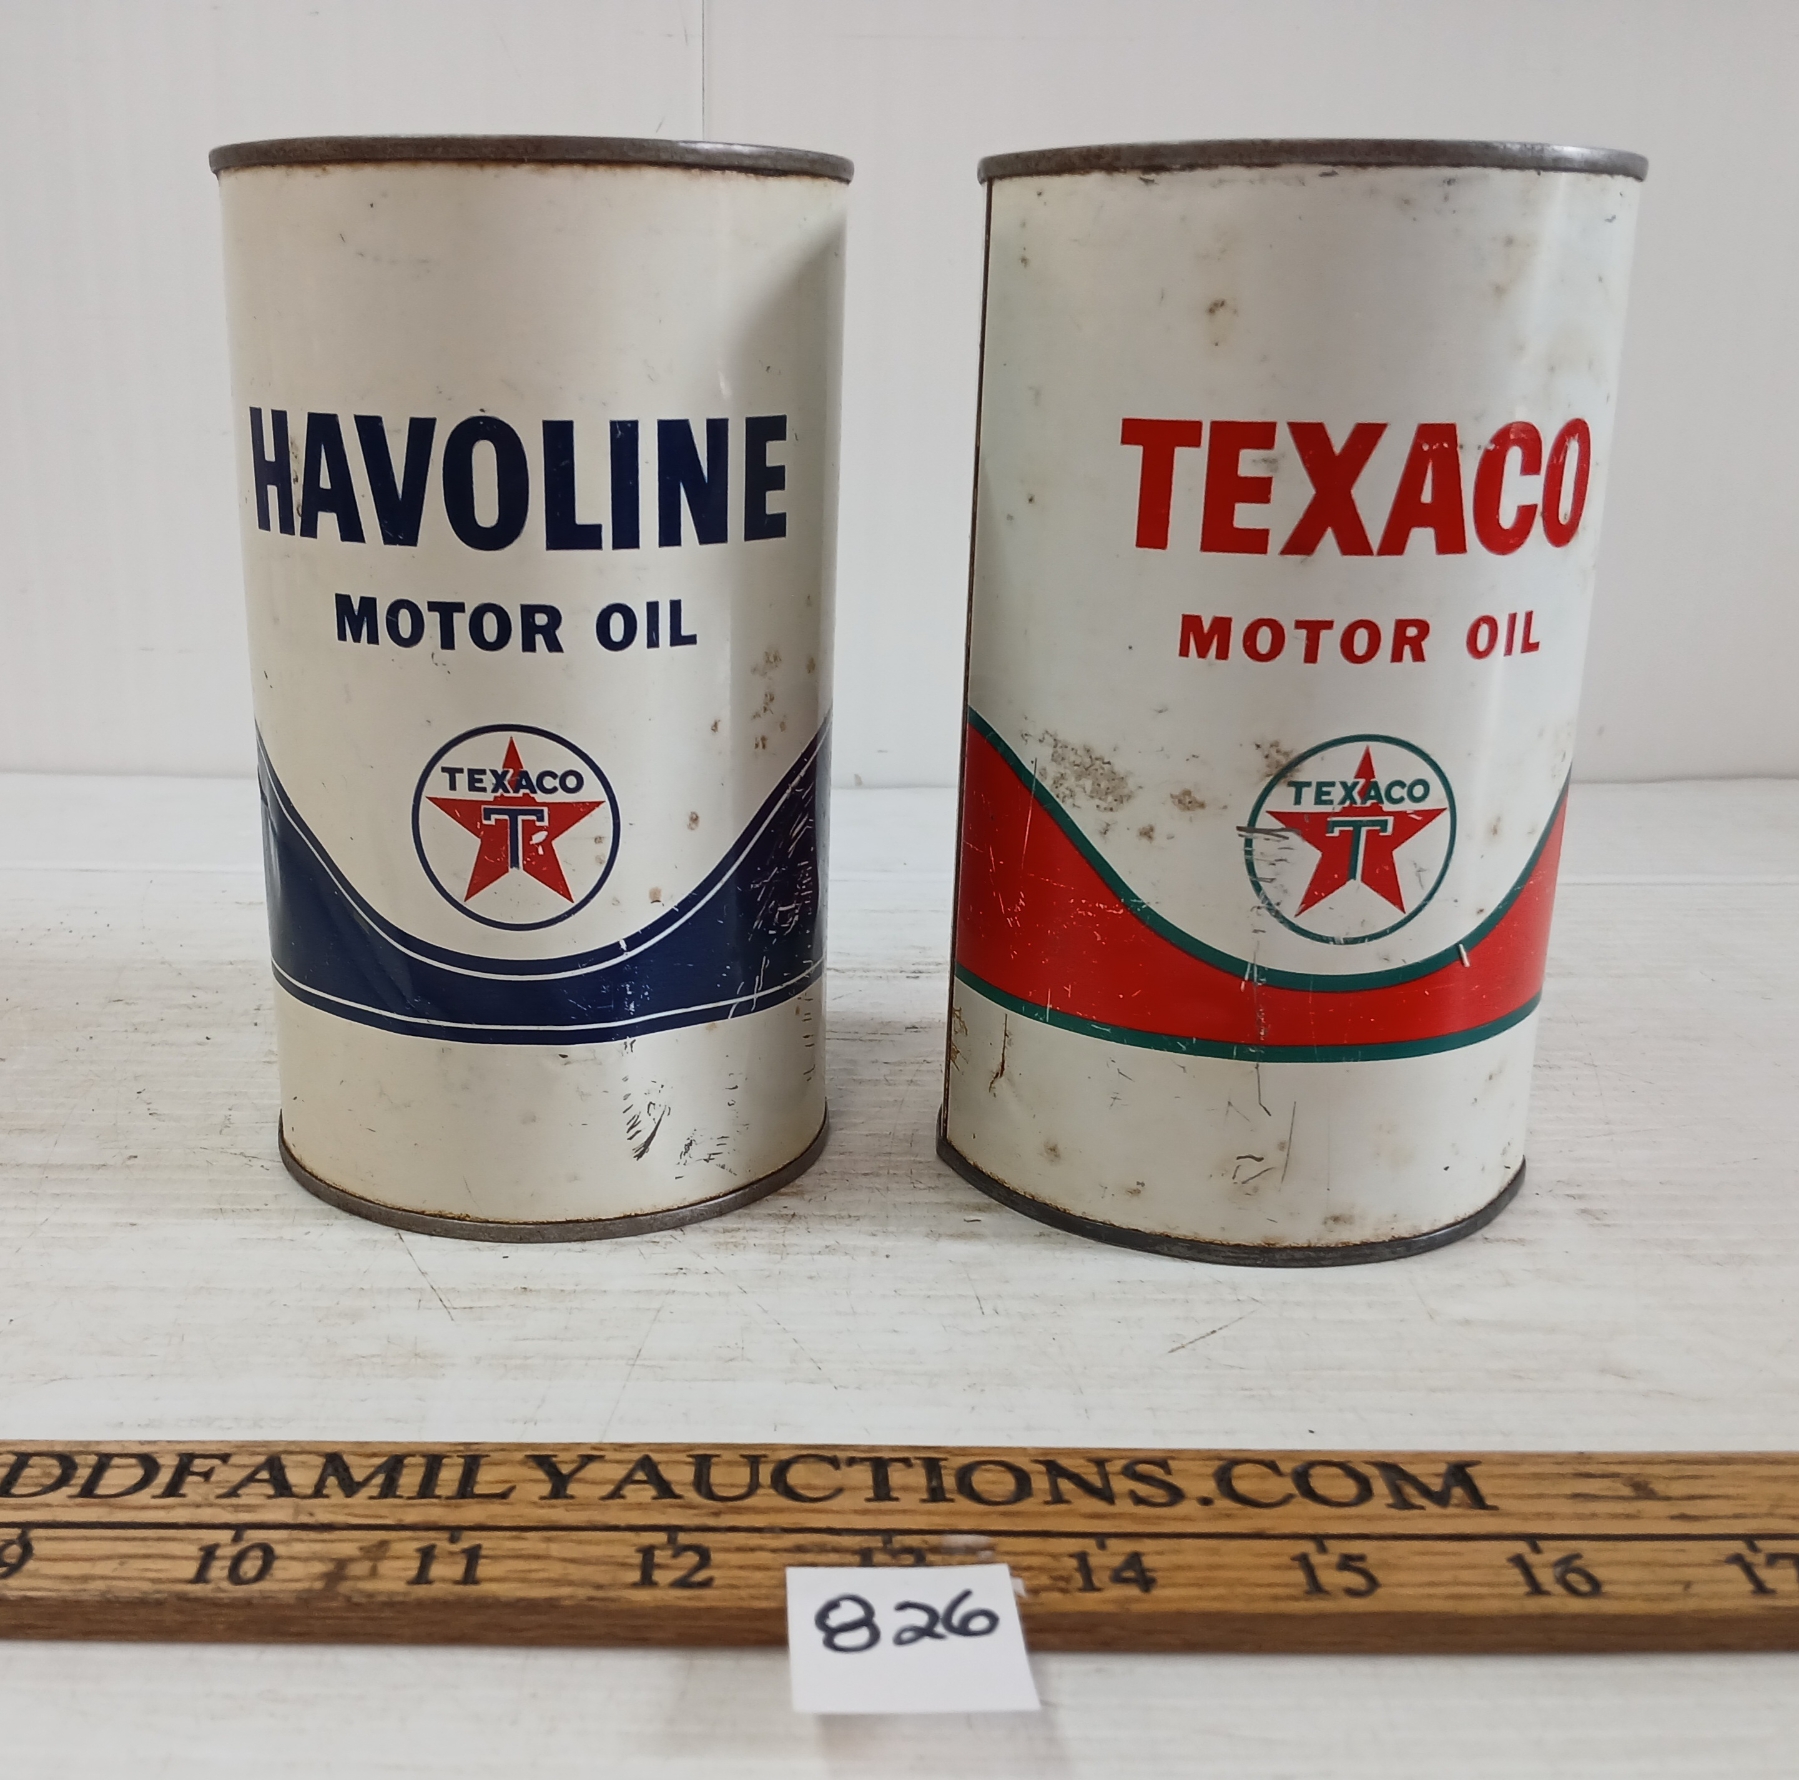 HAVOLINE
MOTOR OIL
TEXACO
T
TEXACO
MOTOR OIL
TEXACO
T
DDFAMILYAUCTIONS.COM
9 10 11 12 13 14 15 16 17
826